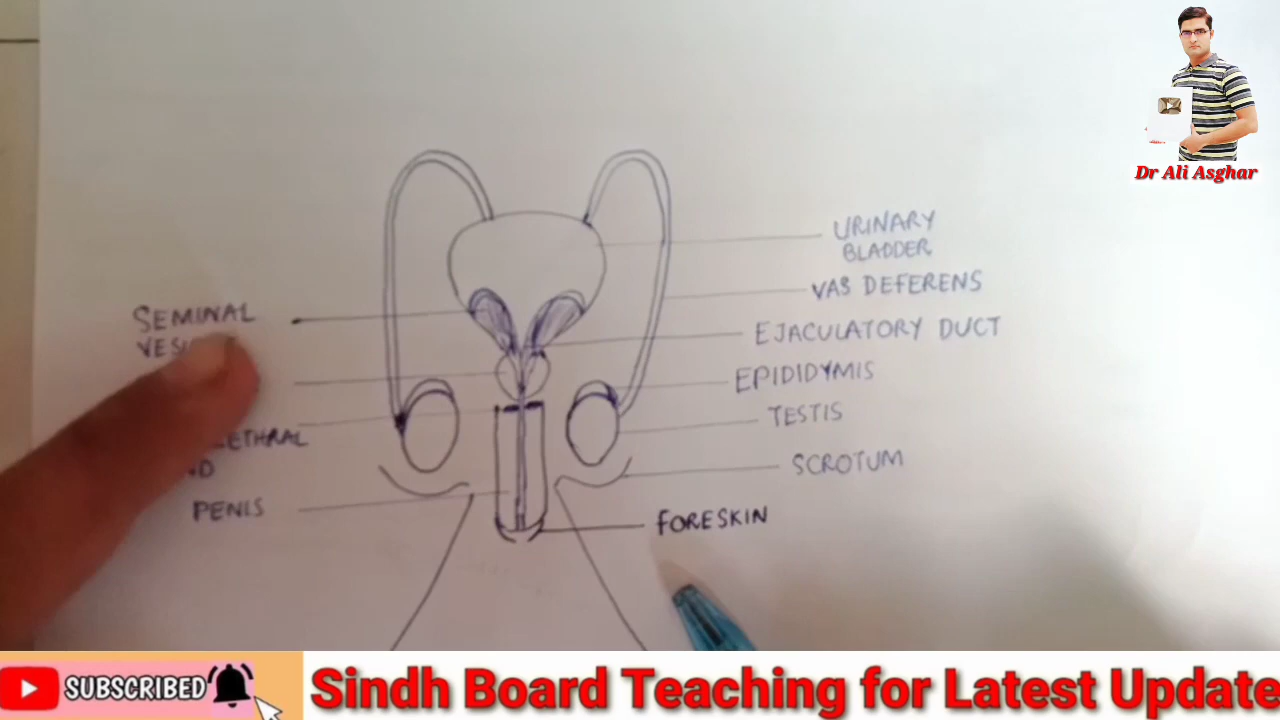 Dr Ali Asghar
URINARY
BLADDER
VAS DEFERENS
SEMINAL
EJACULATORY DUCT
EPIDIDYMIS
TESTIS
SCROTUM
PENIS
FORESKIN
SUBSCRIBED
Sindh Board Teaching for Latest Update